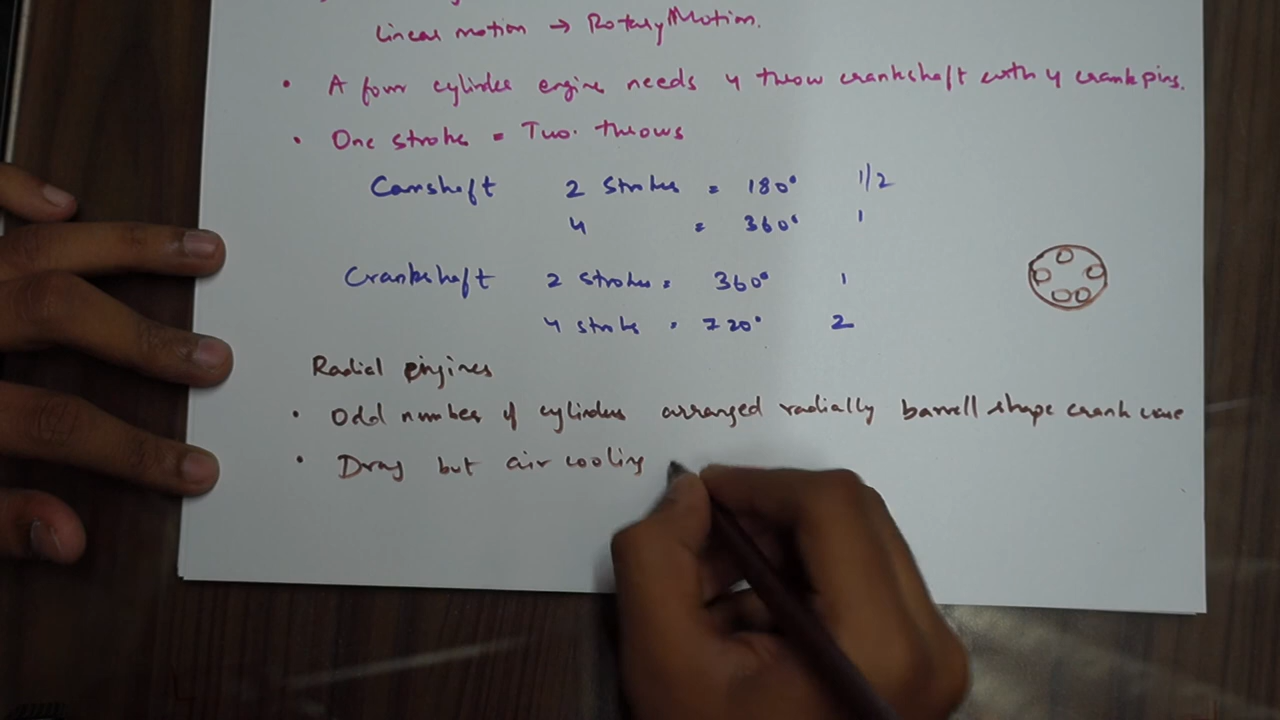 Linear motion → Rotary Motion.
• A four cylinder engine needs 4 throw crankshaft with 4 crankpins.
• One stroke = Two throws
Camshaft 2 strokes = 180° 1/2
4 = 360° 1
Crankshaft 2 strokes = 360° 1
4 stroke = 720° 2
Radial engines
• Odd number of cylinders arranged radially barrell shape crank case
• Drag but air cooling